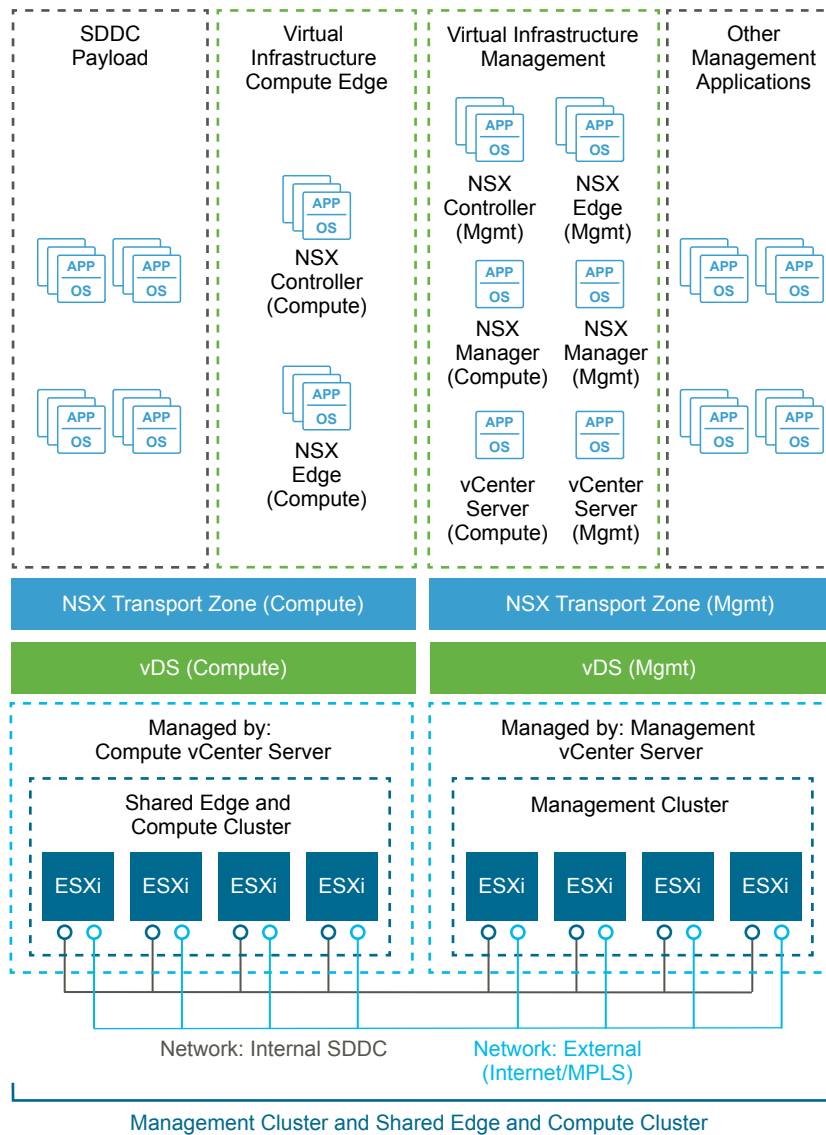 SDDC
Payload
Virtual
Infrastructure
Compute Edge
Virtual Infrastructure
Management
Other
Management
Applications
APP
OS
APP
OS
NSX
Controller
(Mgmt)
NSX
Edge
(Mgmt)
APP
OS
NSX
Controller
(Compute)
APP
OS
APP
OS
APP
OS
APP
OS
NSX
Manager
(Compute)
NSX
Manager
(Mgmt)
APP
OS
APP
OS
APP
OS
APP
OS
APP
OS
NSX
Edge
(Compute)
APP
OS
APP
OS
vCenter
Server
(Compute)
vCenter
Server
(Mgmt)
APP
OS
APP
OS
NSX Transport Zone (Compute)
NSX Transport Zone (Mgmt)
vDS (Compute)
vDS (Mgmt)
Managed by:
Compute vCenter Server
Managed by: Management
vCenter Server
Shared Edge and
Compute Cluster
Management Cluster
ESXi
ESXi
ESXi
ESXi
ESXi
ESXi
ESXi
ESXi
Network: Internal SDDC
Network: External
(Internet/MPLS)
Management Cluster and Shared Edge and Compute Cluster